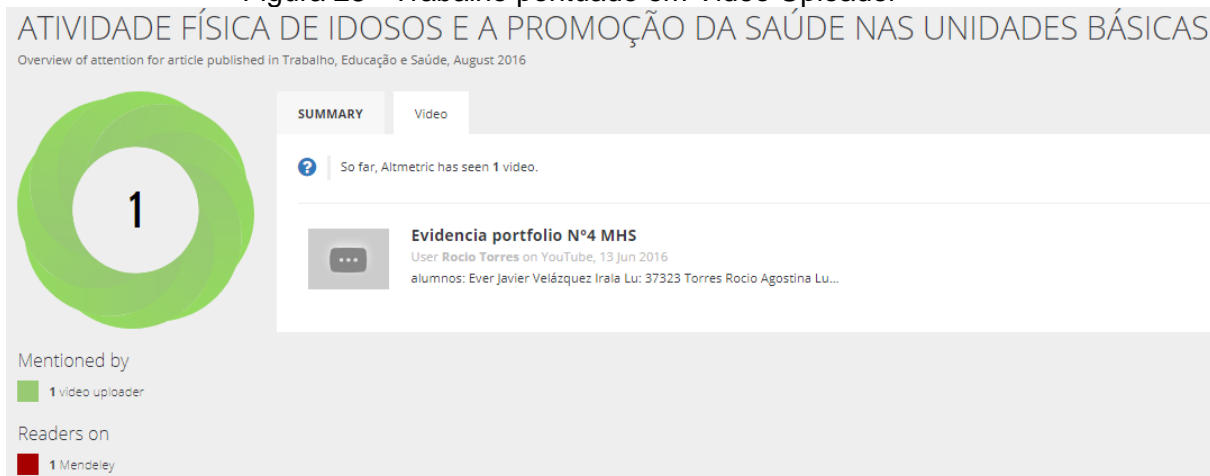 ATIVIDADE FÍSICA DE IDOSOS E A PROMOÇÃO DA SAÚDE NAS UNIDADES BÁSICAS
Overview of attention for article published in Trabalho, Educação e Saúde, August 2016
SUMMARY Video
So far, Altmetric has seen 1 video.
1
Evidencia portfolio Nº4 MHS
User Rocio Torres on YouTube, 13 Jun 2016
alumnos: Ever Javier Velázquez Irala Lu: 37323 Torres Rocio Agostina Lu...
Mentioned by
1 video uploader
Readers on
1 Mendeley